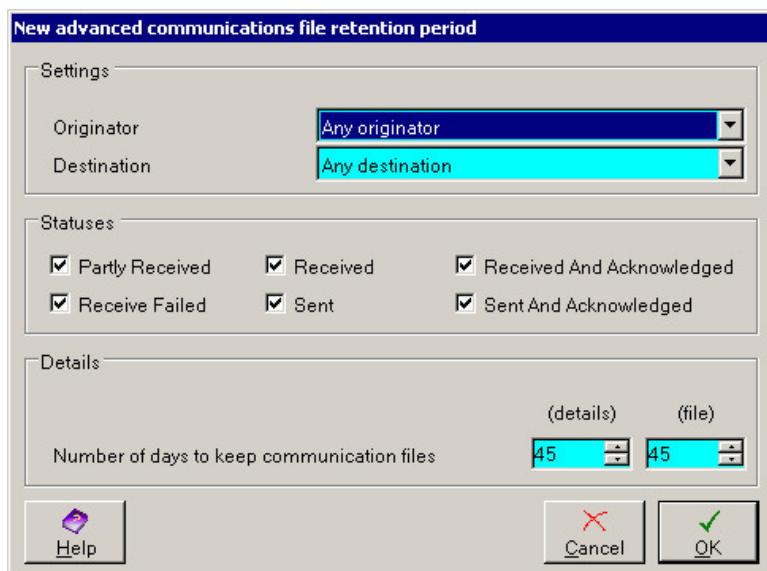 New advanced communications file retention period
Settings
Originator Any originator
Destination Any destination
Statuses
Partly Received Received Received And Acknowledged
Receive Failed Sent Sent And Acknowledged
Details
(details) (file)
Number of days to keep communication files 45 45
Help Cancel OK